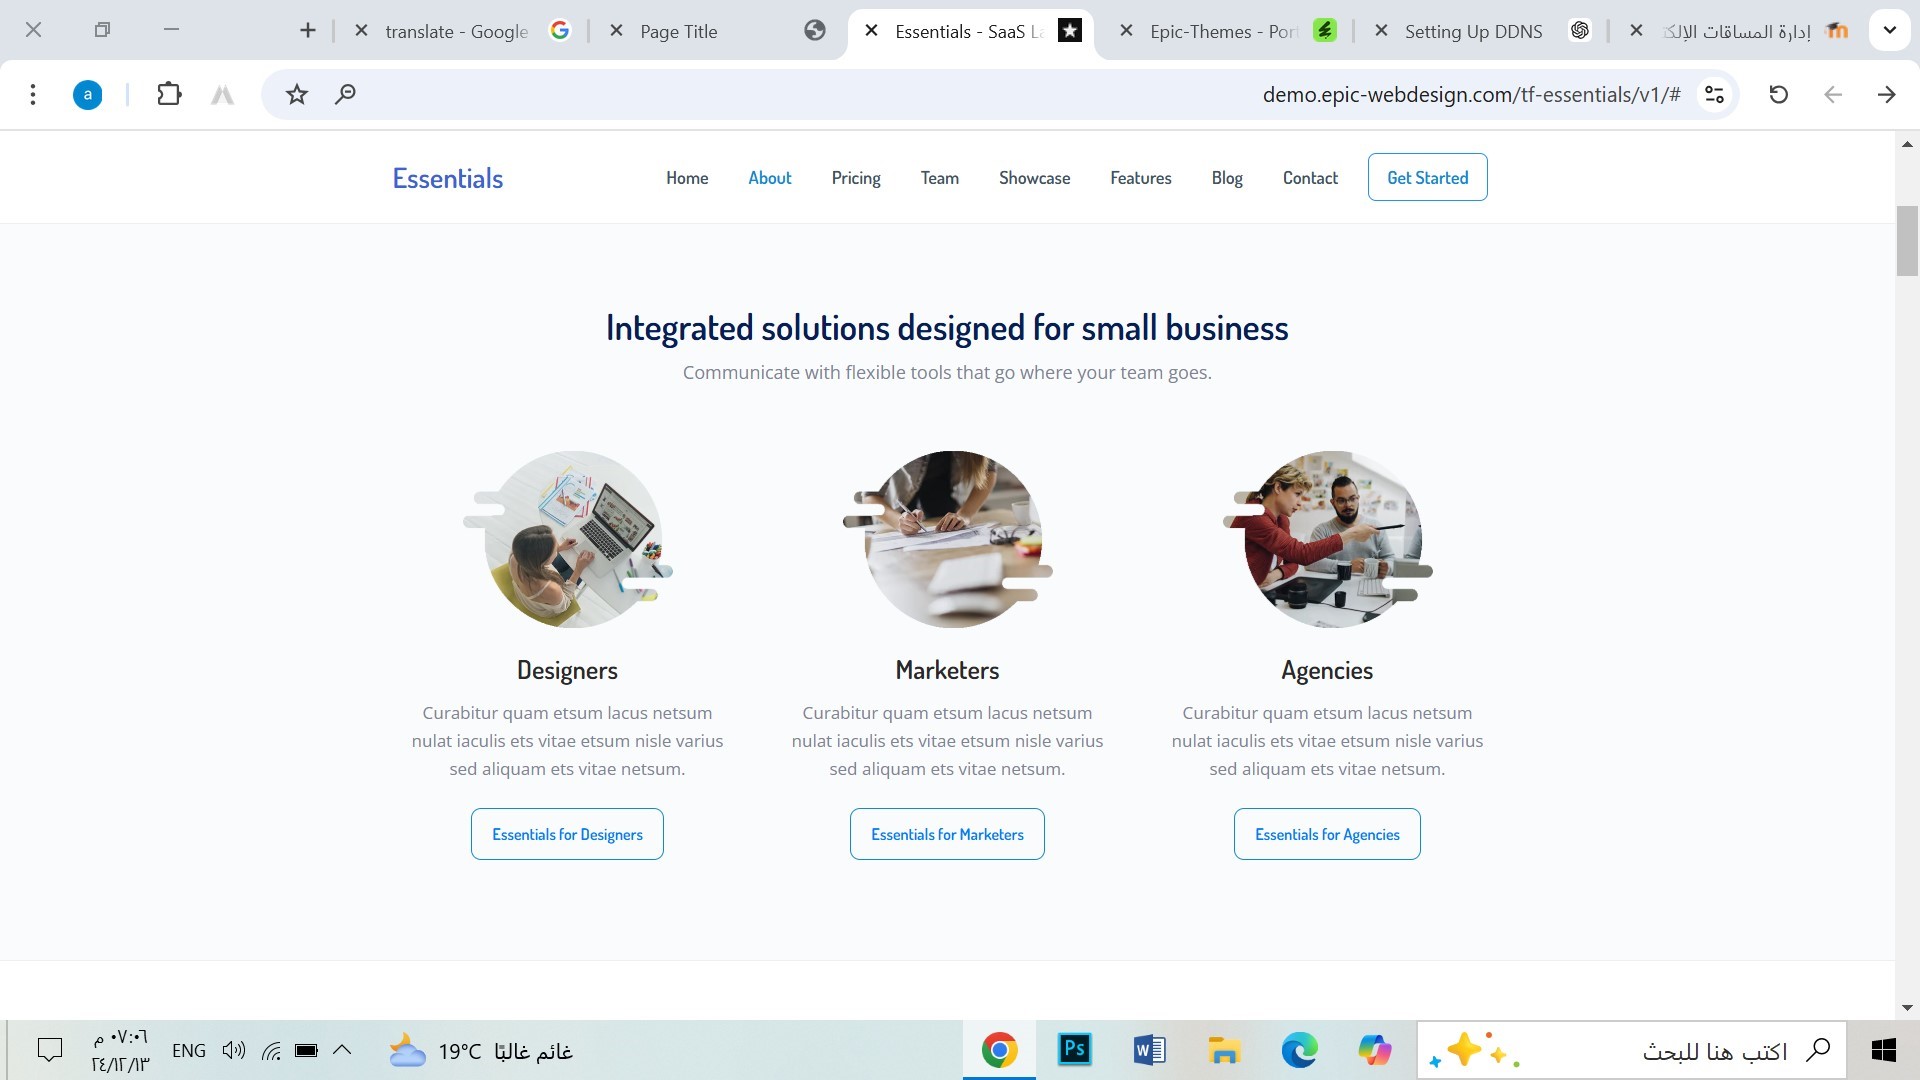 translate - Google
Page Title
Essentials - SaaS La
Epic-Themes - Por
Setting Up DDNS
إدارة المساقات الإلك
a
demo.epic-webdesign.com/tf-essentials/v1/#
Essentials
Home
About
Pricing
Team
Showcase
Features
Blog
Contact
Get Started
Integrated solutions designed for small business
Communicate with flexible tools that go where your team goes.
Designers
Curabitur quam etsum lacus netsum
nulat iaculis ets vitae etsum nisle varius
sed aliquam ets vitae netsum.
Essentials for Designers
Marketers
Curabitur quam etsum lacus netsum
nulat iaculis ets vitae etsum nisle varius
sed aliquam ets vitae netsum.
Essentials for Marketers
Agencies
Curabitur quam etsum lacus netsum
nulat iaculis ets vitae etsum nisle varius
sed aliquam ets vitae netsum.
Essentials for Agencies
٠٧:٠٦ م
٢٤/١٢/١٣
ENG
19°C غائم غالبًا
Ps
W
اكتب هنا للبحث